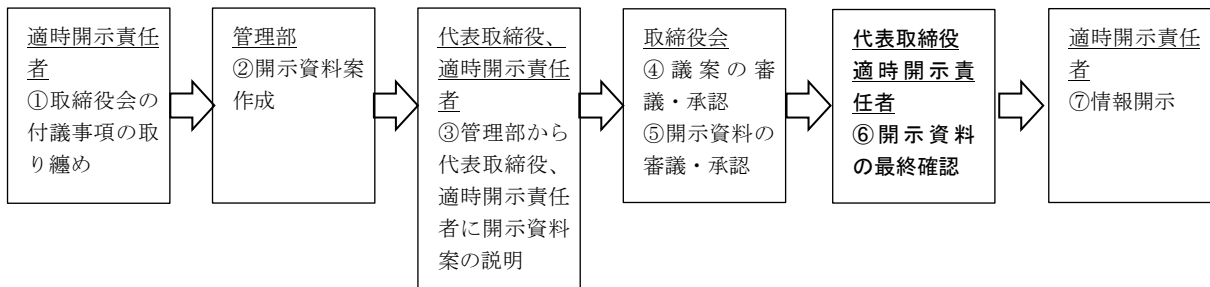 適時開示責任
者
①取締役会の
付議事項の取
り纏め
管理部
②開示資料案
作成
代表取締役、
適時開示責任
者
③管理部から
代表取締役、
適時開示責任
者に開示資料
案の説明
取締役会
④議案の審
議・承認
⑤開示資料の
審議・承認
代表取締役
適時開示責
任者
⑥開示資料
の最終確認
適時開示責任
者
⑦情報開示